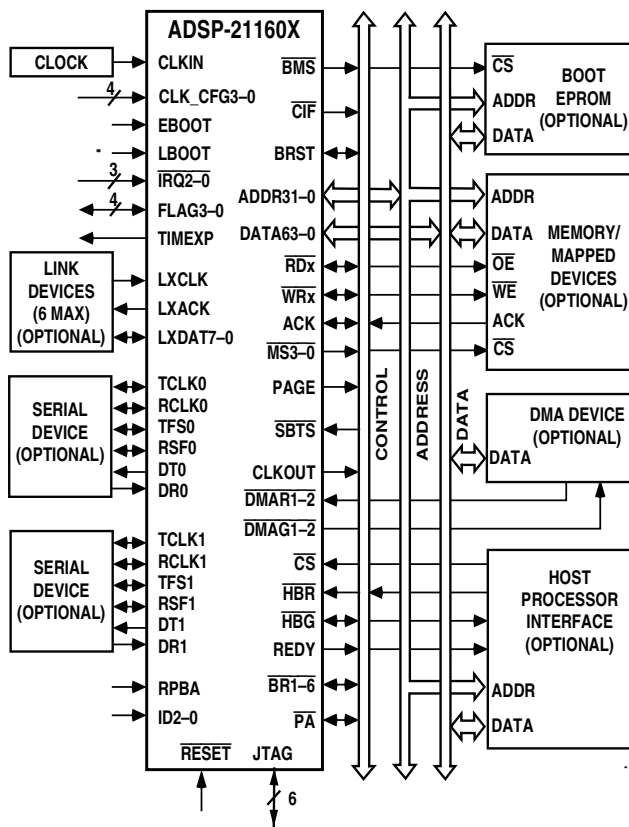 ADSP-21160X
CLOCK
CLKIN
4
CLK_CFG3–0
EBOOT
LBOOT
3
IRQ2–0
4
FLAG3–0
TIMEXP
LINK
DEVICES
(6 MAX)
(OPTIONAL)
LXCLK
LXACK
LXDAT7–0
SERIAL
DEVICE
(OPTIONAL)
TCLK0
RCLK0
TFS0
RSF0
DT0
DR0
SERIAL
DEVICE
(OPTIONAL)
TCLK1
RCLK1
TFS1
RSF1
DT1
DR1
RPBA
ID2–0
RESET
JTAG
6
BMS
CIF
BRST
ADDR31–0
DATA63–0
RDx
WRx
ACK
MS3–0
PAGE
SBTS
CLKOUT
DMAR1–2
DMAG1–2
CS
HBR
HBG
REDY
BR1–6
PA
CONTROL
ADDRESS
DATA
CS
ADDR
DATA
BOOT
EPROM
(OPTIONAL)
ADDR
DATA
OE
WE
ACK
CS
MEMORY/
MAPPED
DEVICES
(OPTIONAL)
DMA DEVICE
(OPTIONAL)
DATA
HOST
PROCESSOR
INTERFACE
(OPTIONAL)
ADDR
DATA